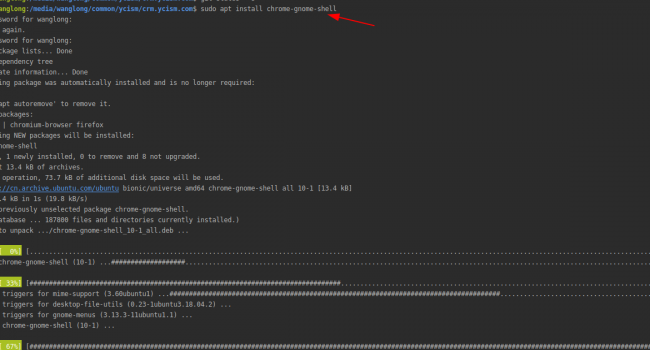 wanglong:/media/wanglong/common/ycism/crm.ycism.com$ sudo apt install chrome-gnome-shell
sword for wanglong:
again.
sword for wanglong:
ckage lists... Done
ependency tree
ate information... Done
ing package was automatically installed and is no longer required:
apt autoremove' to remove it.
packages:
| chromium-browser firefox
ing NEW packages will be installed:
nome-shell
, 1 newly installed, 0 to remove and 8 not upgraded.
t 13.4 kB of archives.
operation, 73.7 kB of additional disk space will be used.
://cn.archive.ubuntu.com/ubuntu bionic/universe amd64 chrome-gnome-shell all 10-1 [13.4 kB]
.4 kB in 1s (19.8 kB/s)
previously unselected package chrome-gnome-shell.
atabase ... 187880 files and directories currently installed.)
to unpack .../chrome-gnome-shell_10-1_all.deb ...
[ 0%]
chrome-gnome-shell (10-1) ...
[ 33%]
triggers for mime-support (3.60ubuntu1) ...
triggers for desktop-file-utils (0.23-1ubuntu3.18.04.2) ...
triggers for gnome-menus (3.13.3-11ubuntu1.1) ...
chrome-gnome-shell (10-1) ...
[ 67%]